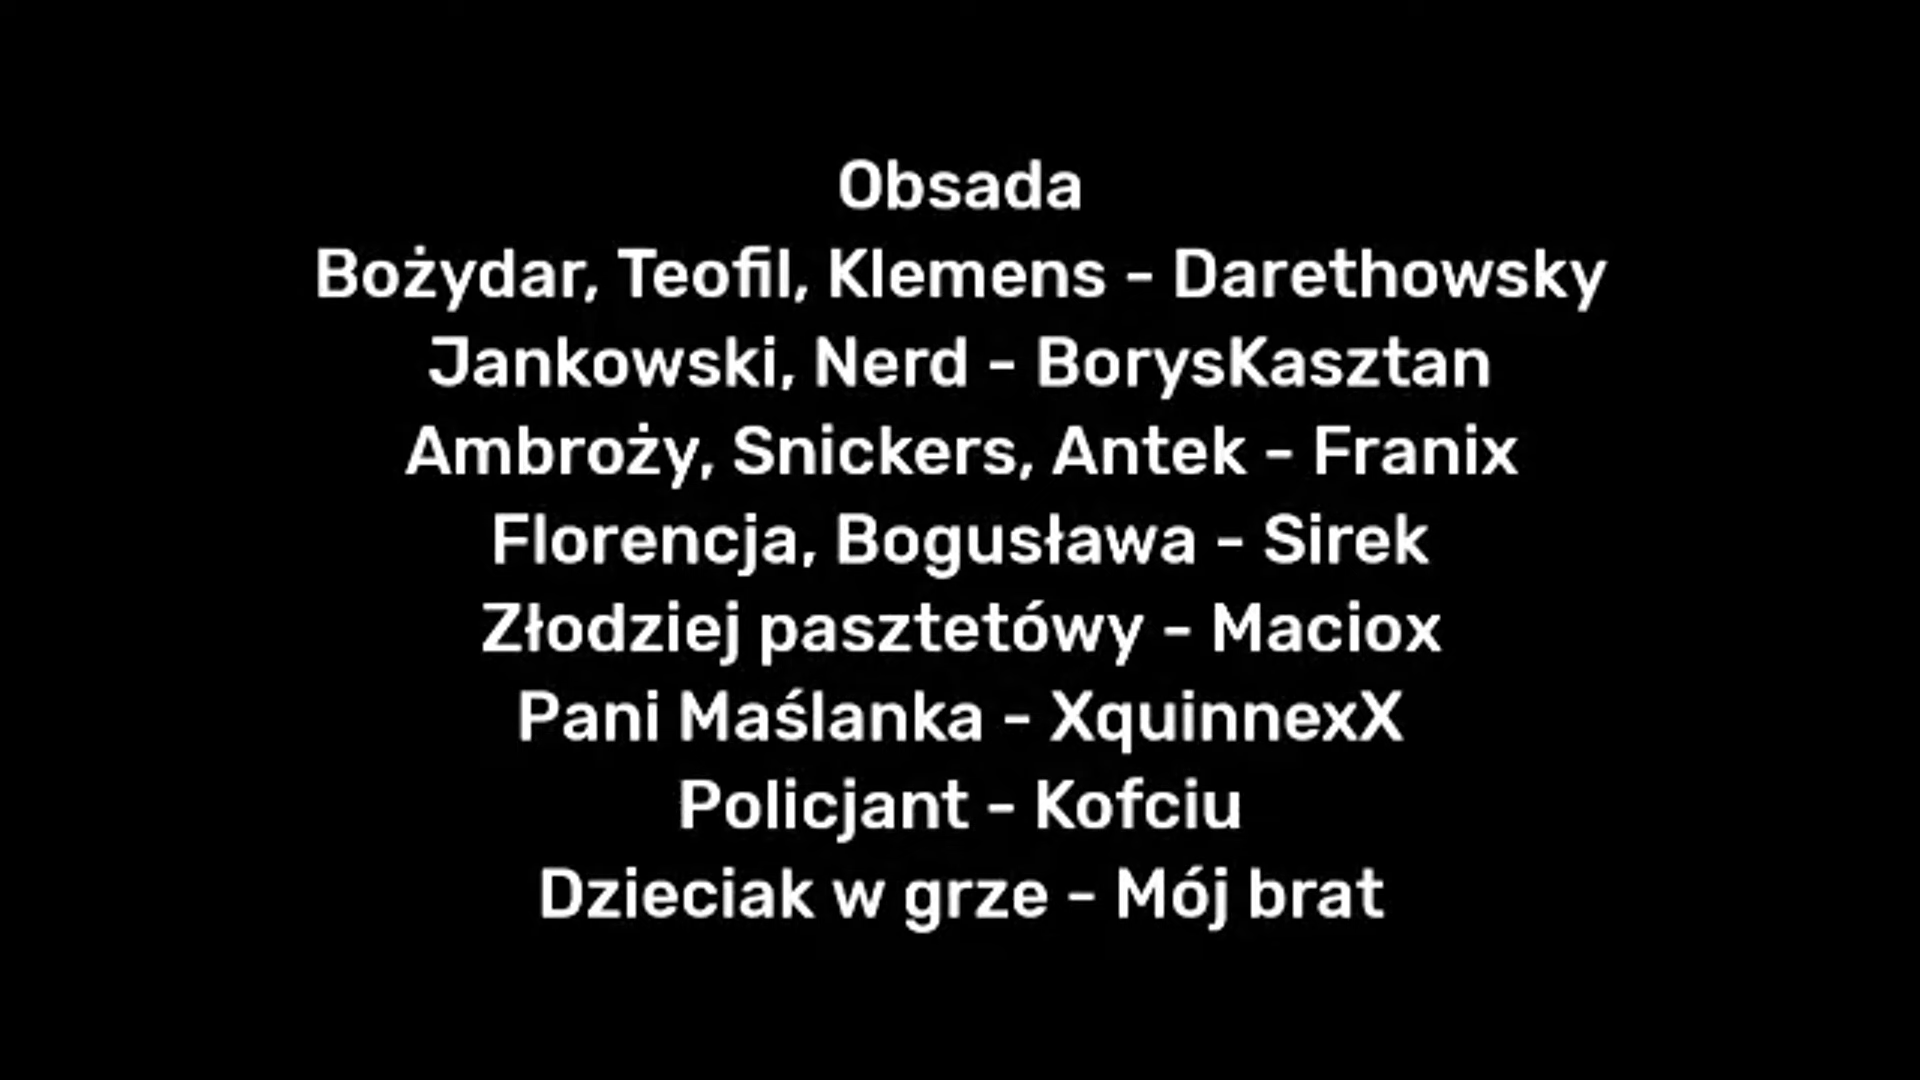 Obsada
Bożydar, Teofil, Klemens - Darethowsky
Jankowski, Nerd - BorysKasztan
Ambroży, Snickers, Antek - Franix
Florencja, Bogusława - Sirek
Złodziej pasztetówy - Maciox
Pani Maślanka - XquinnexX
Policjant - Kofciu
Dzieciak w grze - Mój brat